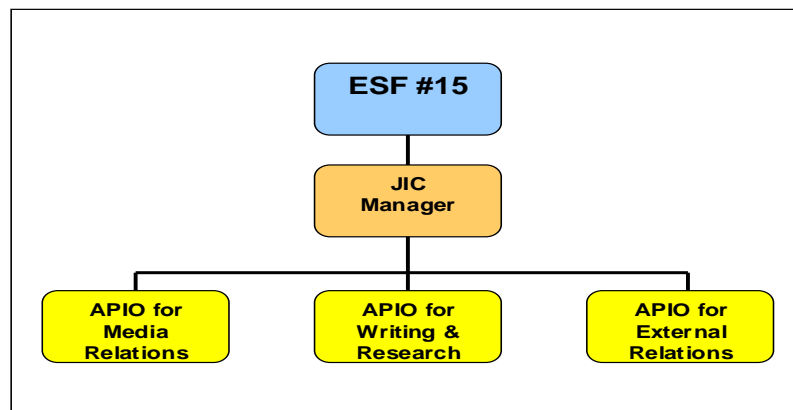 ESF #15
JIC
Manager
APIO for
Media
Relations
APIO for
Writing &
Research
APIO for
External
Relations